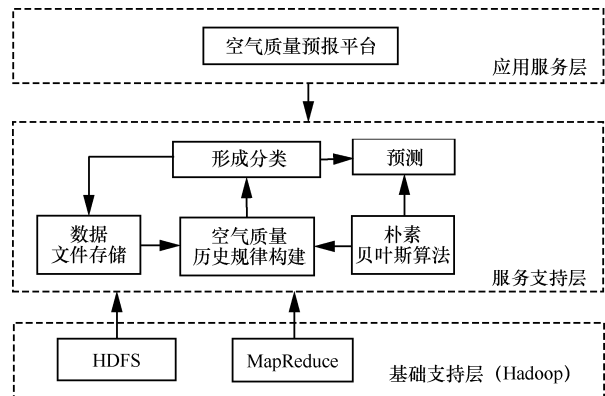 空气质量预报平台
应用服务层
形成分类
预测
数据
文件存储
空气质量
历史规律构建
朴素
贝叶斯算法
服务支持层
HDFS
MapReduce
基础支持层（Hadoop）